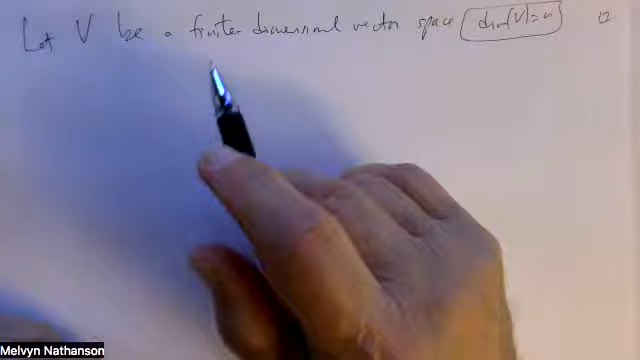 Let V be a finite dimensional vector space dim(V)=n
Melvyn Nathanson